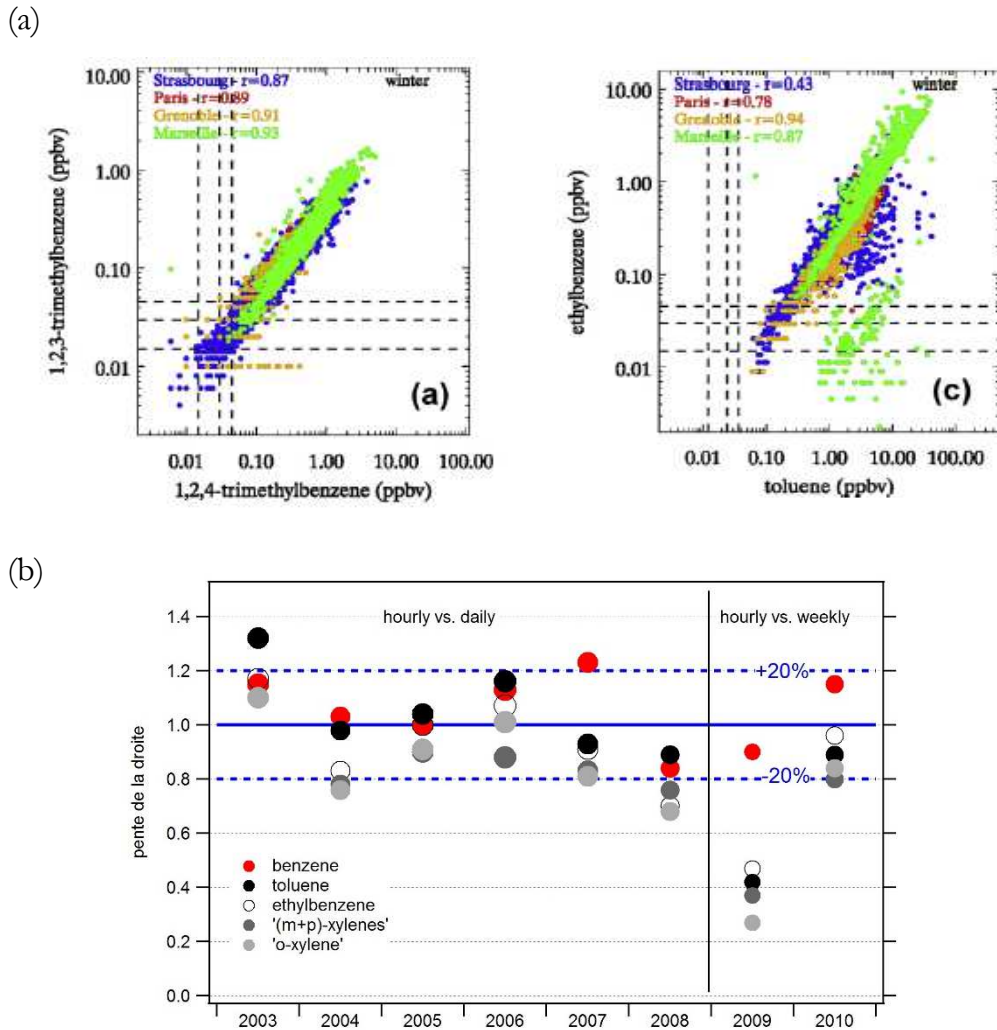 (a)
Strasbourg - r=0.87
Paris - r=0.89
Grenoble - r=0.91
Marseille - r=0.93
winter
10.00
1.00
0.10
0.01
1,2,3-trimethylbenzene (ppbv)
(a)
0.01 0.10 1.00 10.00 100.00
1,2,4-trimethylbenzene (ppbv)
Strasbourg - r=0.43
Paris - r=0.78
Grenoble - r=0.94
Marseille - r=0.87
winter
10.00
1.00
0.10
0.01
ethylbenzene (ppbv)
(c)
0.01 0.10 1.00 10.00 100.00
toluene (ppbv)
(b)
hourly vs. daily
hourly vs. weekly
1.4
1.2
1.0
0.8
0.6
0.4
0.2
0.0
pente de la droite
+20%
-20%
benzene
toluene
ethylbenzene
'(m+p)-xylenes'
'o-xylene'
2003 2004 2005 2006 2007 2008 2009 2010